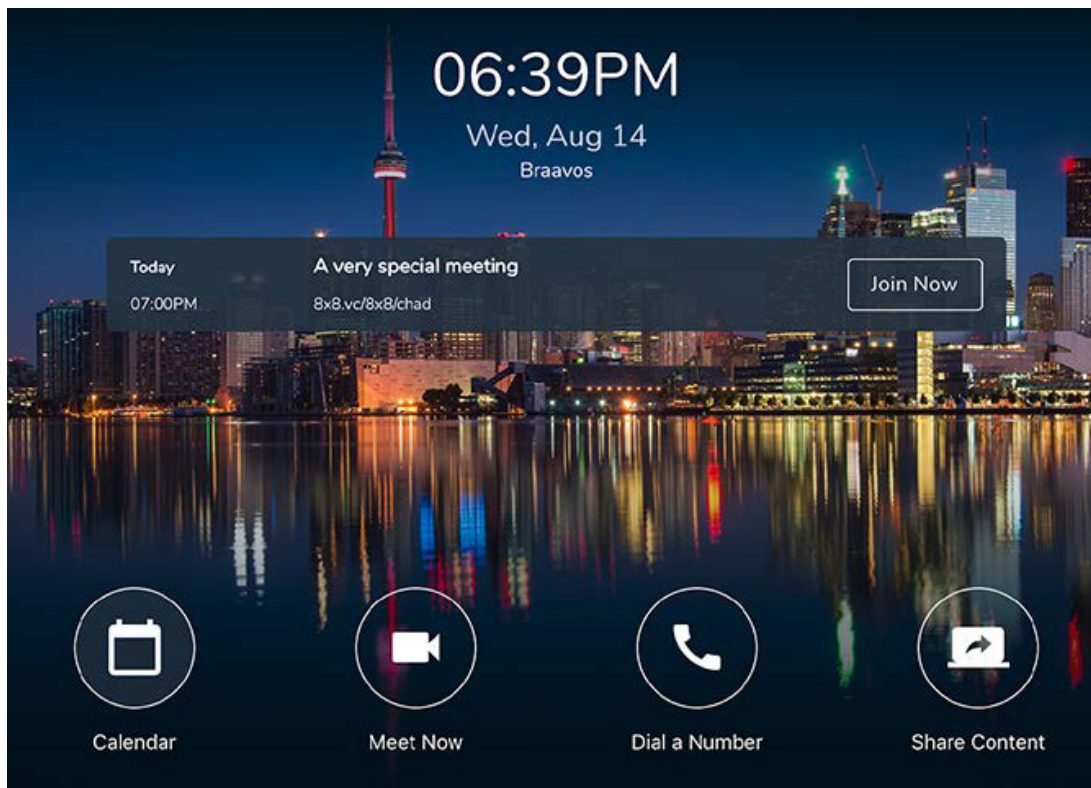 06:39PM
Wed, Aug 14
Braavos
Today
A very special meeting
07:00PM
8x8.vc/8x8/chad
Join Now
Calendar
Meet Now
Dial a Number
Share Content